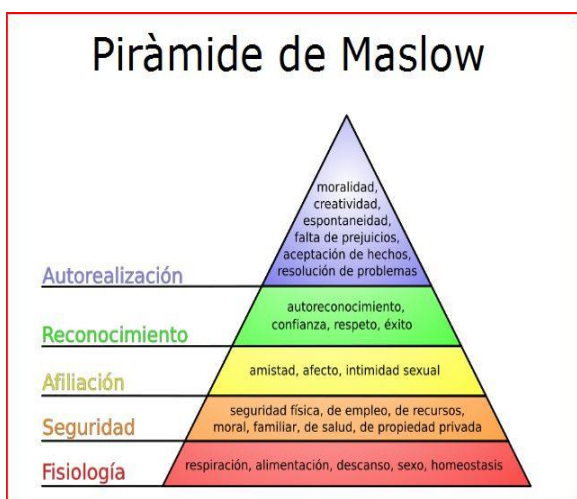 Piràmide de Maslow
moralidad,
creatividad,
espontaneidad,
falta de prejuicios,
aceptación de hechos,
resolución de problemas
Autorealización
autoreconocimiento,
confianza, respeto, éxito
Reconocimiento
amistad, afecto, intimidad sexual
Afiliación
seguridad física, de empleo, de recursos,
moral, familiar, de salud, de propiedad privada
Seguridad
respiración, alimentación, descanso, sexo, homeostasis
Fisiología